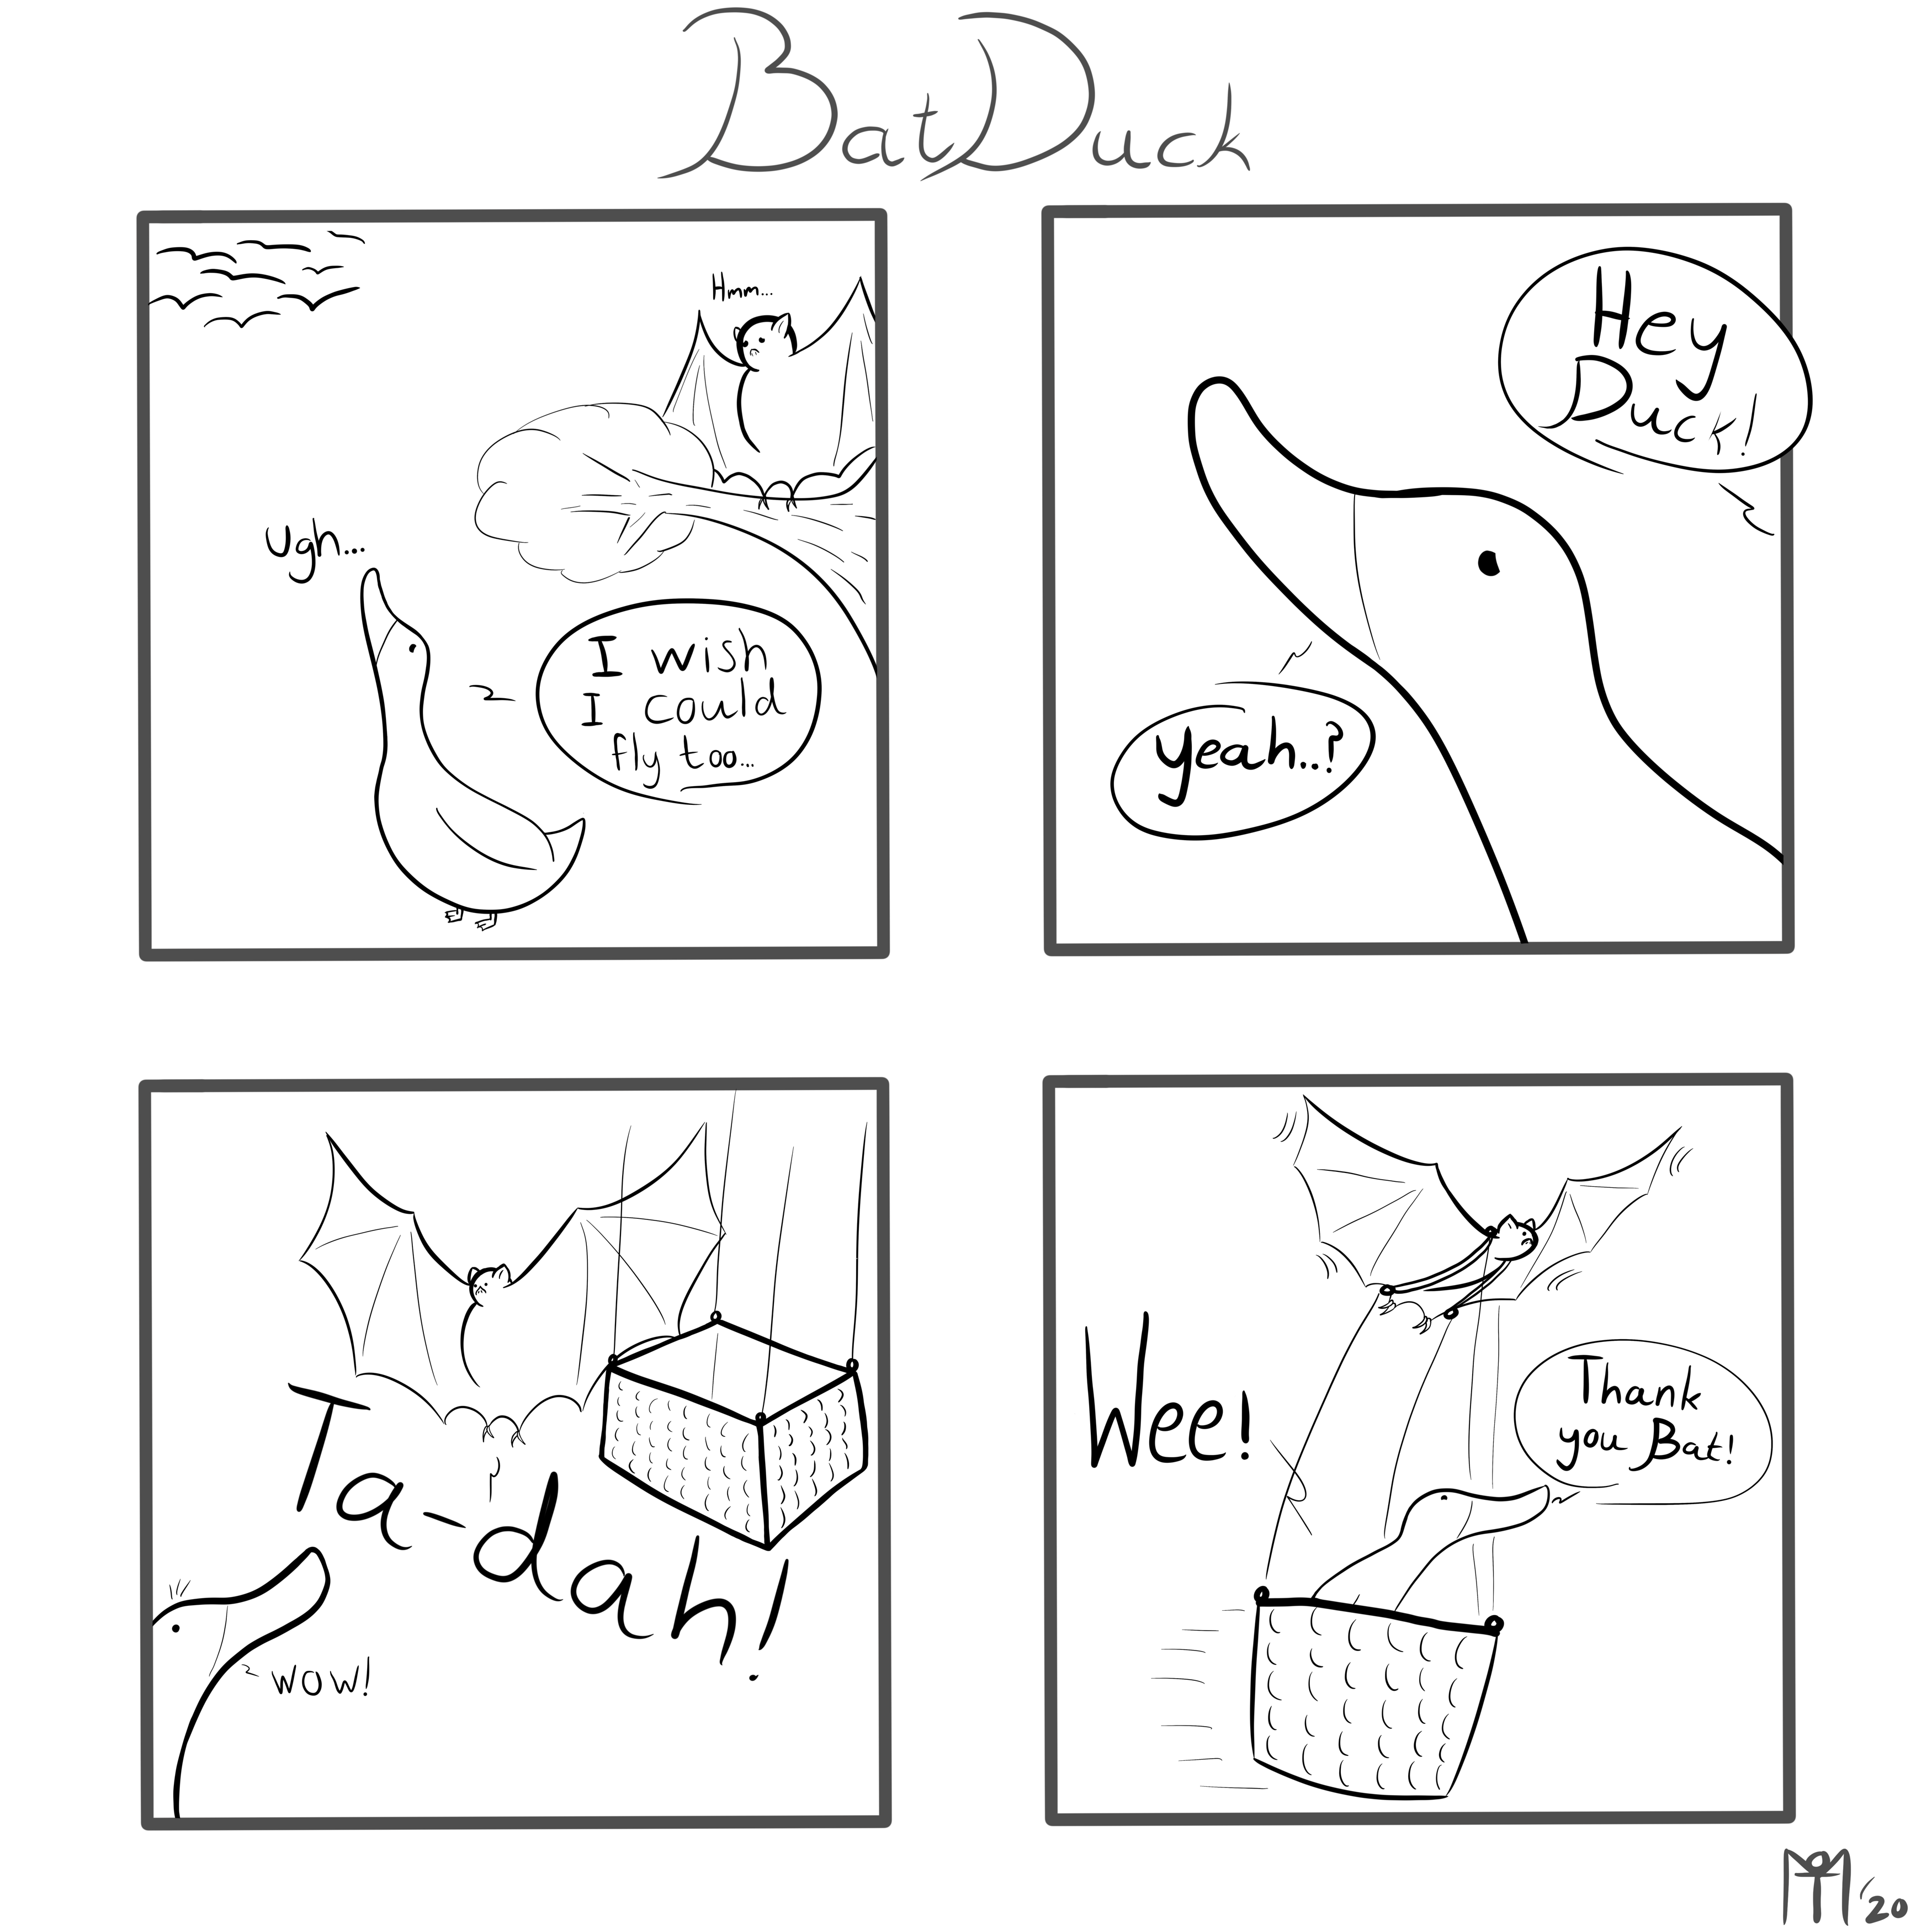 BatDuck
Hmm...
Ugh...
I wish
I could
fly too...
Hey
Duck!
Yeah...?
Ta-dah!
Wow!
Wee!
Thank
you Bat!
'20